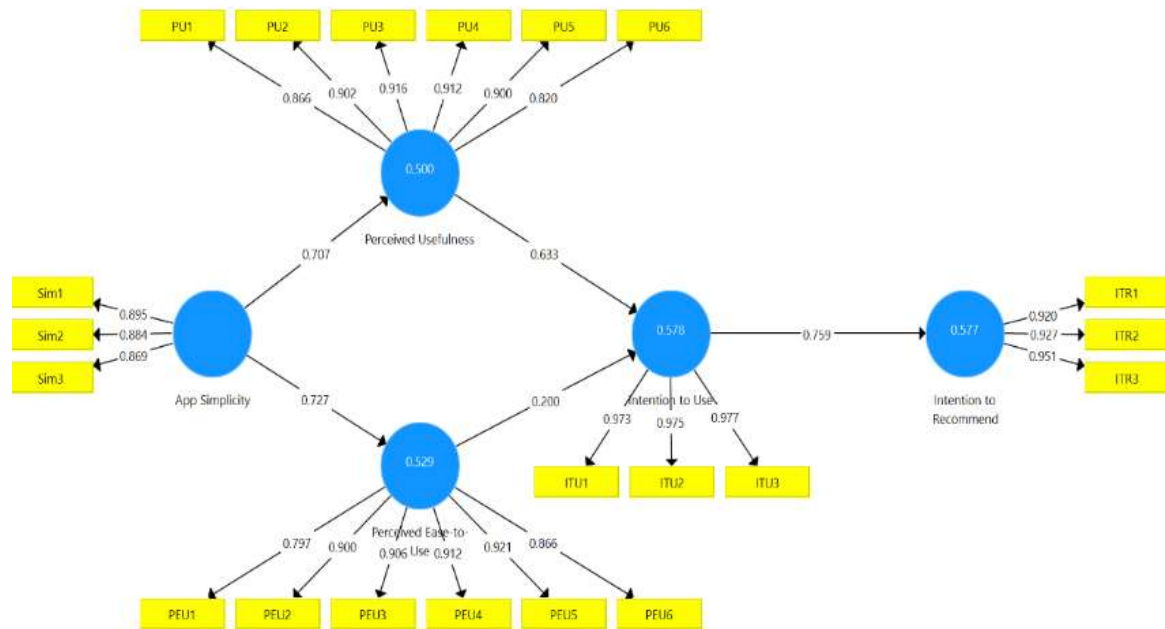 PU1 PU2 PU3 PU4 PU5 PU6
0.866 0.902 0.916 0.912 0.900 0.820
0.500
Perceived Usefulness
0.707
0.633
Sim1
Sim2
Sim3
0.895
0.884
0.869
App Simplicity
0.727
0.200
0.578
Intention to Use
0.759
0.577
Intention to
Recommend
0.920
0.927
0.951
ITR1
ITR2
ITR3
0.973 0.975 0.977
ITU1 ITU2 ITU3
0.529
Perceived Ease-to-
Use
0.797 0.900 0.906 0.912 0.921 0.866
PEU1 PEU2 PEU3 PEU4 PEU5 PEU6